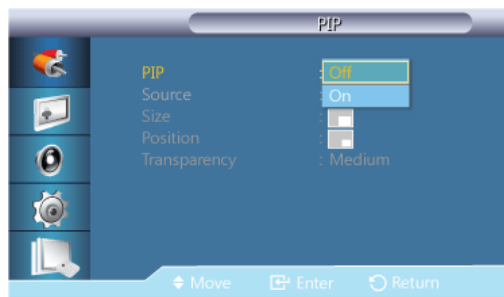 PIP
PIP : Off
Source : On
Size :
Position :
Transparency : Medium
Move Enter Return